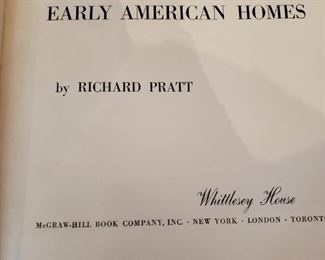 EARLY AMERICAN HOMES
by RICHARD PRATT
Whittlesey House
McGRAW-HILL BOOK COMPANY, INC. · NEW YORK · LONDON · TORONTO